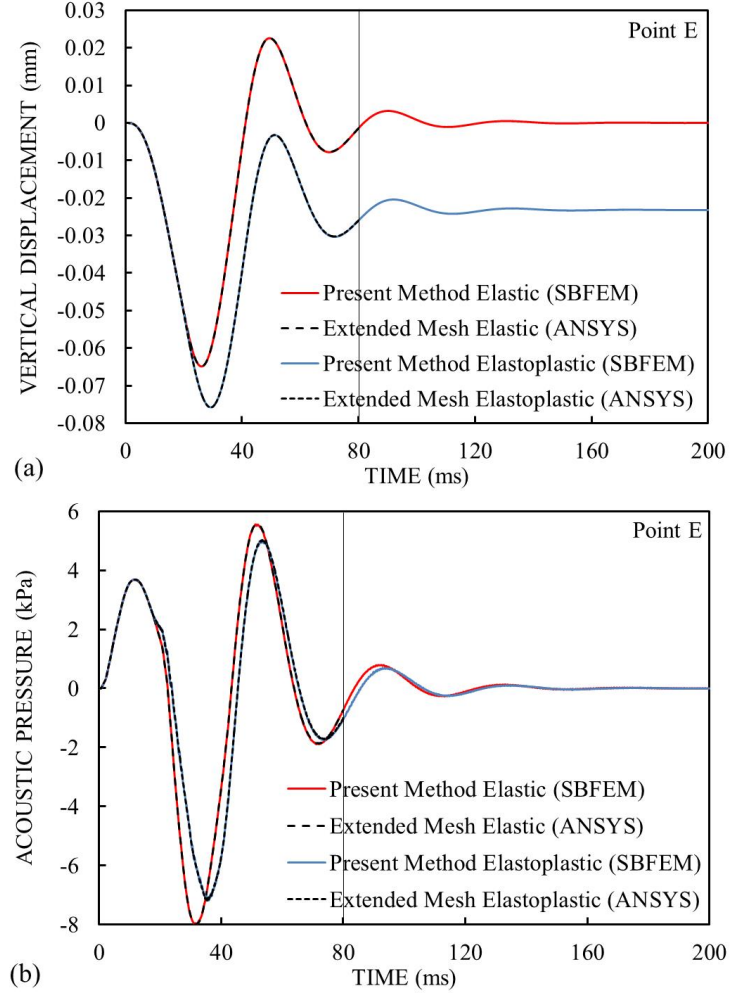 0.03
Point E
0.02
0.01
0
-0.01
-0.02
-0.03
-0.04
-0.05
-0.06
-0.07
-0.08
VERTICAL DISPLACEMENT (mm)
Present Method Elastic (SBFEM)
Extended Mesh Elastic (ANSYS)
Present Method Elastoplastic (SBFEM)
Extended Mesh Elastoplastic (ANSYS)
0 40 80 120 160 200
TIME (ms)
(a)
6
Point E
4
2
0
-2
-4
-6
-8
ACOUSTIC PRESSURE (kPa)
Present Method Elastic (SBFEM)
Extended Mesh Elastic (ANSYS)
Present Method Elastoplastic (SBFEM)
Extended Mesh Elastoplastic (ANSYS)
0 40 80 120 160 200
TIME (ms)
(b)